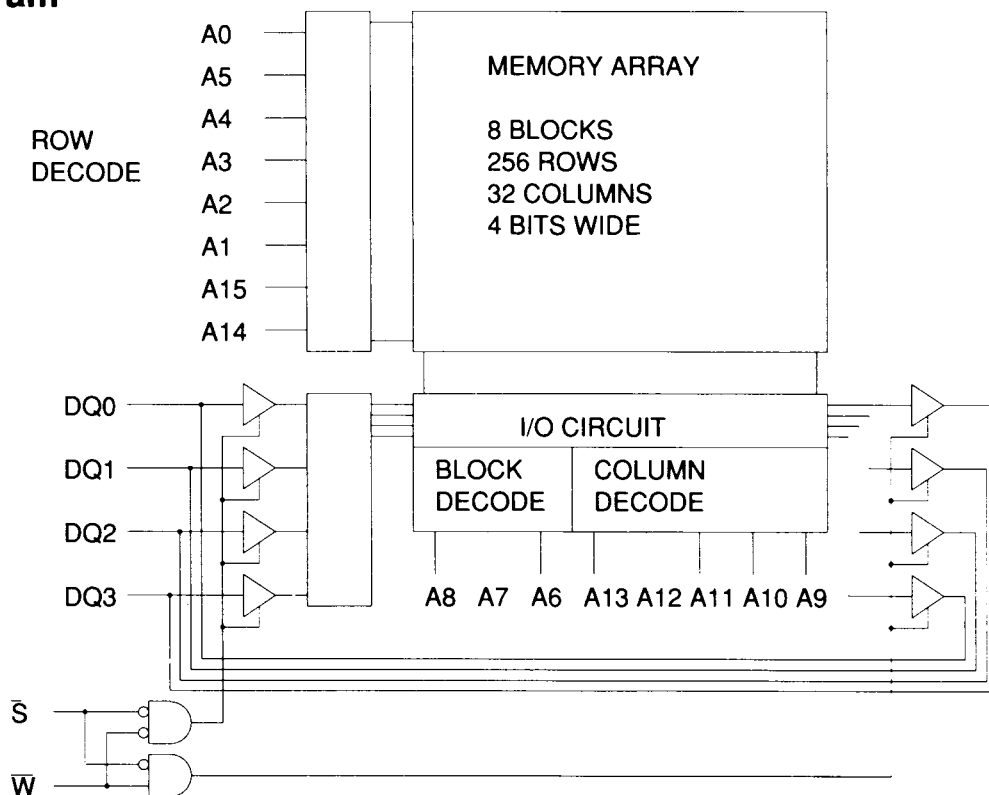 A0
MEMORY ARRAY
A5
A4
8 BLOCKS
ROW
DECODE
256 ROWS
A3
32 COLUMNS
A2
4 BITS WIDE
A1
A15
A14
DQ0
I/O CIRCUIT
DQ1
BLOCK
DECODE
COLUMN
DECODE
DQ2
DQ3
A8 A7 A6 A13 A12 A11 A10 A9
S̅
W̅